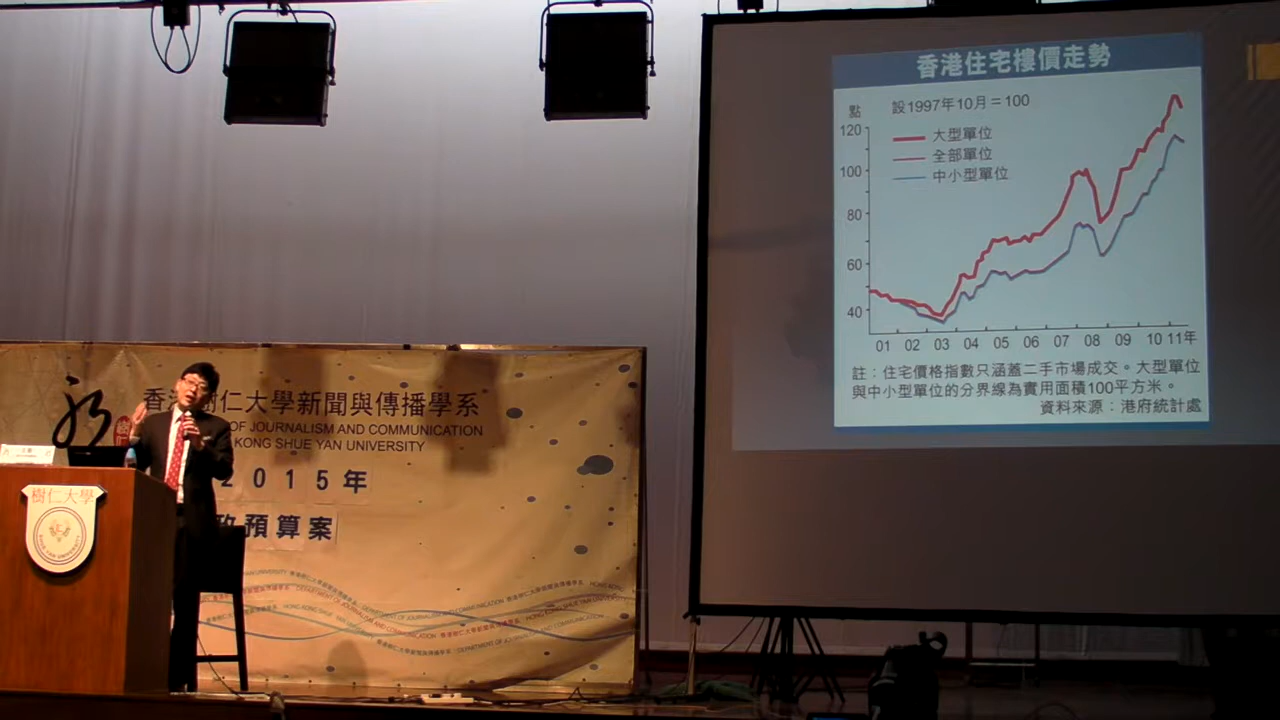 香港住宅樓價走勢
點
設1997年10月=100
大型單位
全部單位
中小型單位
120
100
80
60
40
01 02 03 04 05 06 07 08 09 10 11年
註：住宅價格指數只涵蓋二手市場成交。大型單位
與中小型單位的分界線為實用面積100平方米。
資料來源：港府統計處
香港樹仁大學新聞與傳播學系
OF JOURNALISM AND COMMUNICATION
KONG SHUE YAN UNIVERSITY
2015年
政預算案
樹仁大學
SHUE YAN UNIVERSITY